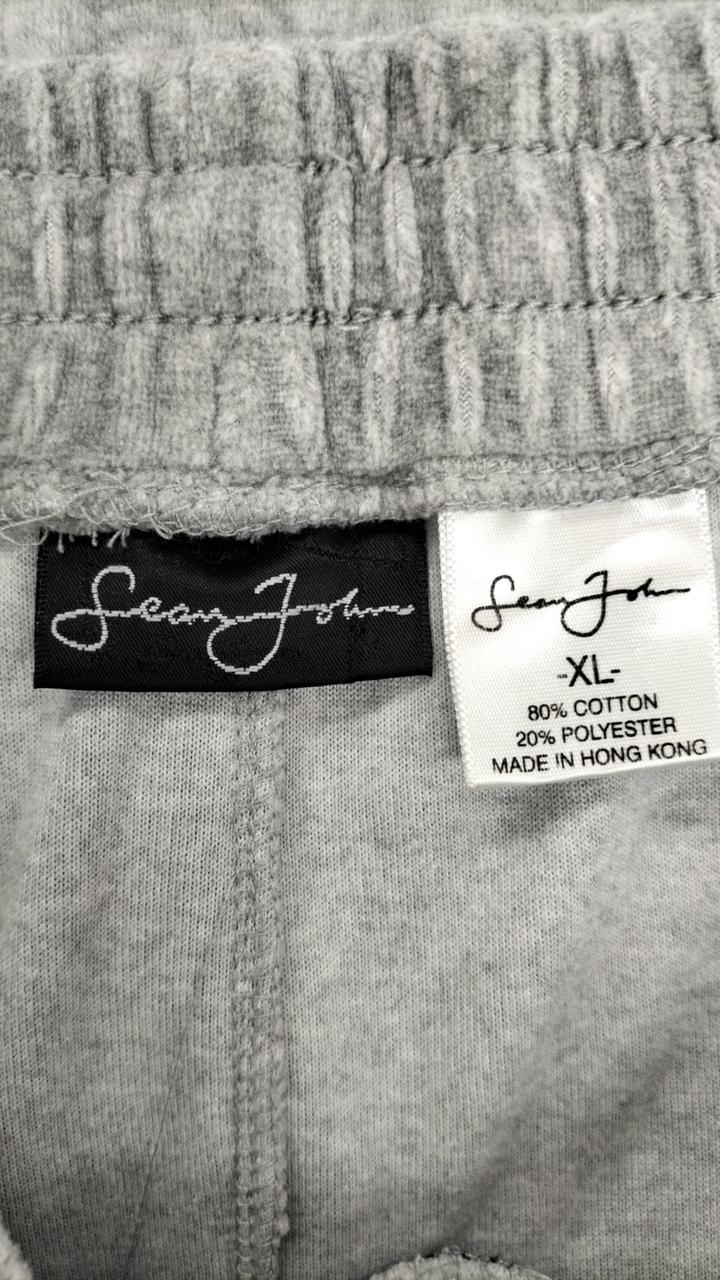 Sean John
Sean John
-XL-
80% COTTON
20% POLYESTER
MADE IN HONG KONG